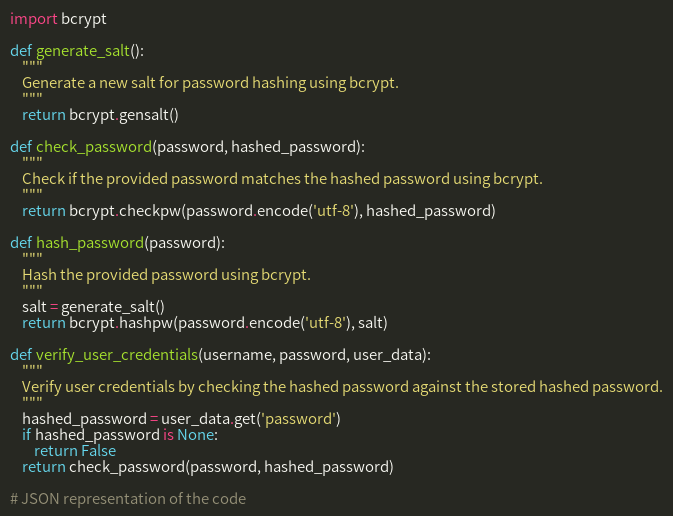 import bcrypt
def generate_salt():
"""
Generate a new salt for password hashing using bcrypt.
"""
return bcrypt.gensalt()
def check_password(password, hashed_password):
"""
Check if the provided password matches the hashed password using bcrypt.
"""
return bcrypt.checkpw(password.encode('utf-8'), hashed_password)
def hash_password(password):
"""
Hash the provided password using bcrypt.
"""
salt = generate_salt()
return bcrypt.hashpw(password.encode('utf-8'), salt)
def verify_user_credentials(username, password, user_data):
"""
Verify user credentials by checking the hashed password against the stored hashed password.
"""
hashed_password = user_data.get('password')
if hashed_password is None:
return False
return check_password(password, hashed_password)
# JSON representation of the code